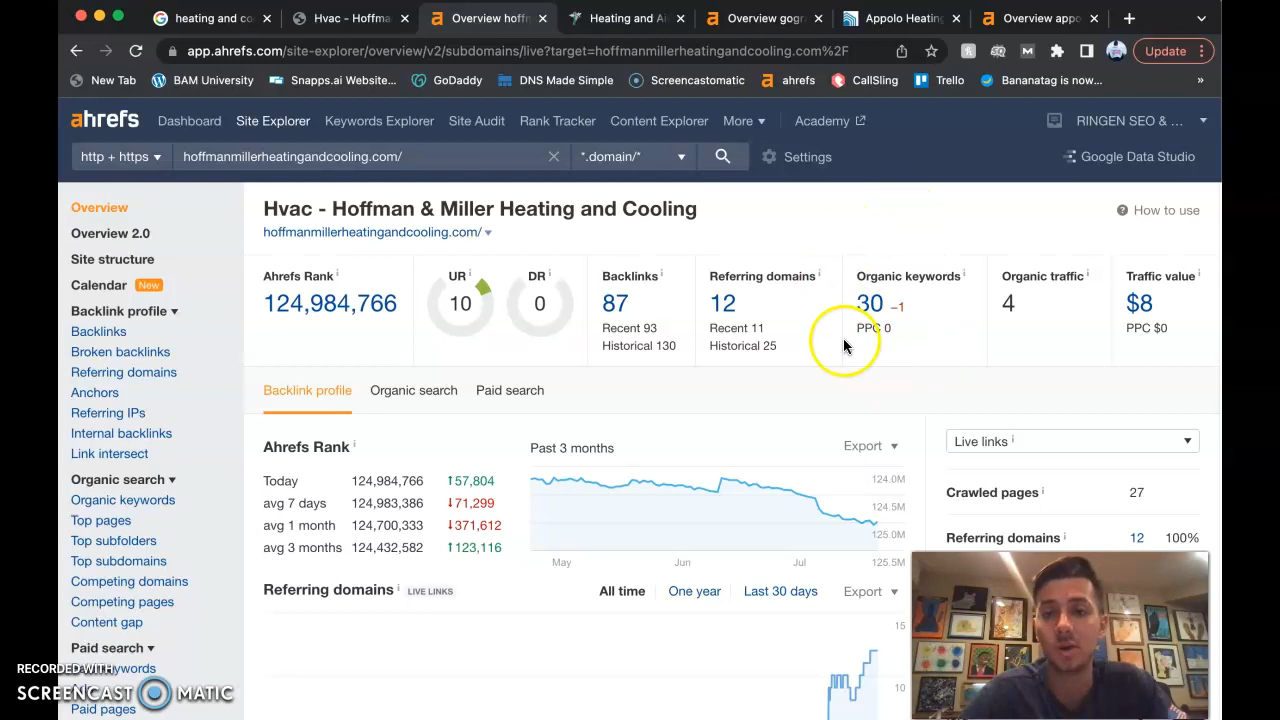 heating and co
Hvac - Hoffma
Overview hoffm
Heating and Ai
Overview gogra
Appolo Heating
Overview appo
app.ahrefs.com/site-explorer/overview/v2/subdomains/live?target=hoffmanmillerheatingandcooling.com%2F
Update
New Tab
BAM University
Snapps.ai Website...
GoDaddy
DNS Made Simple
Screencastomatic
ahrefs
CallSling
Trello
Bananatag is now...
»
ahrefs
Dashboard
Site Explorer
Keywords Explorer
Site Audit
Rank Tracker
Content Explorer
More
Academy
RINGEN SEO & ...
http + https
hoffmanmillerheatingandcooling.com/
*.domain/*
Settings
Google Data Studio
Overview
Overview 2.0
Site structure
Calendar New
Backlink profile
Backlinks
Broken backlinks
Referring domains
Anchors
Referring IPs
Internal backlinks
Link intersect
Organic search
Organic keywords
Top pages
Top subfolders
Top subdomains
Competing domains
Competing pages
Content gap
Paid search
Paid pages
Hvac - Hoffman & Miller Heating and Cooling
How to use
hoffmanmillerheatingandcooling.com/
Ahrefs Rank
124,984,766
UR
10
DR
0
Backlinks
87
Recent 93
Historical 130
Referring domains
12
Recent 11
Historical 25
Organic keywords
30 −1
PPC 0
Organic traffic
4
Traffic value
$8
PPC $0
Backlink profile
Organic search
Paid search
Ahrefs Rank
Past 3 months
Export
Today 124,984,766 ↑57,804
avg 7 days 124,983,386 ↓71,299
avg 1 month 124,700,333 ↓371,612
avg 3 months 124,432,582 ↑123,116
124.0M
124.5M
125.0M
125.5M
May
Jun
Jul
Live links
Crawled pages 27
Referring domains 12 100%
Referring domains LIVE LINKS
All time
One year
Last 30 days
Export
15
10
RECORDED WITH
SCREENCAST MATIC